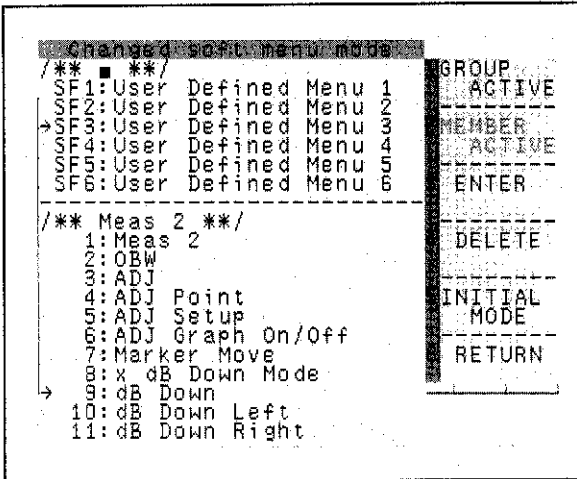 Changed soft menu mode
/** ■ **/
SF1:User Defined Menu 1
SF2:User Defined Menu 2
→SF3:User Defined Menu 3
SF4:User Defined Menu 4
SF5:User Defined Menu 5
SF6:User Defined Menu 6
/** Meas 2 **/
1:Meas 2
2:OBW
3:ADJ
4:ADJ Point
5:ADJ Setup
6:ADJ Graph On/Off
7:Marker Move
8:x dB Down Mode
→ 9:dB Down
10:dB Down Left
11:dB Down Right
GROUP
ACTIVE
MEMBER
ACTIVE
ENTER
DELETE
INITIAL
MODE
RETURN